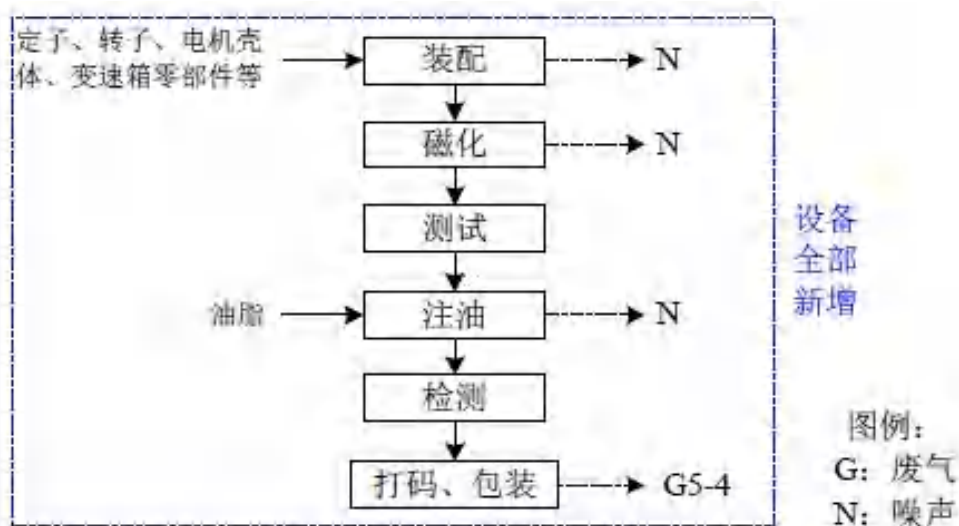 定子、转子、电机壳
体、变速箱零部件等
装配
N
磁化
N
测试
油脂
注油
N
检测
打码、包装
G5-4
设备
全部
新增
图例:
G: 废气
N: 噪声